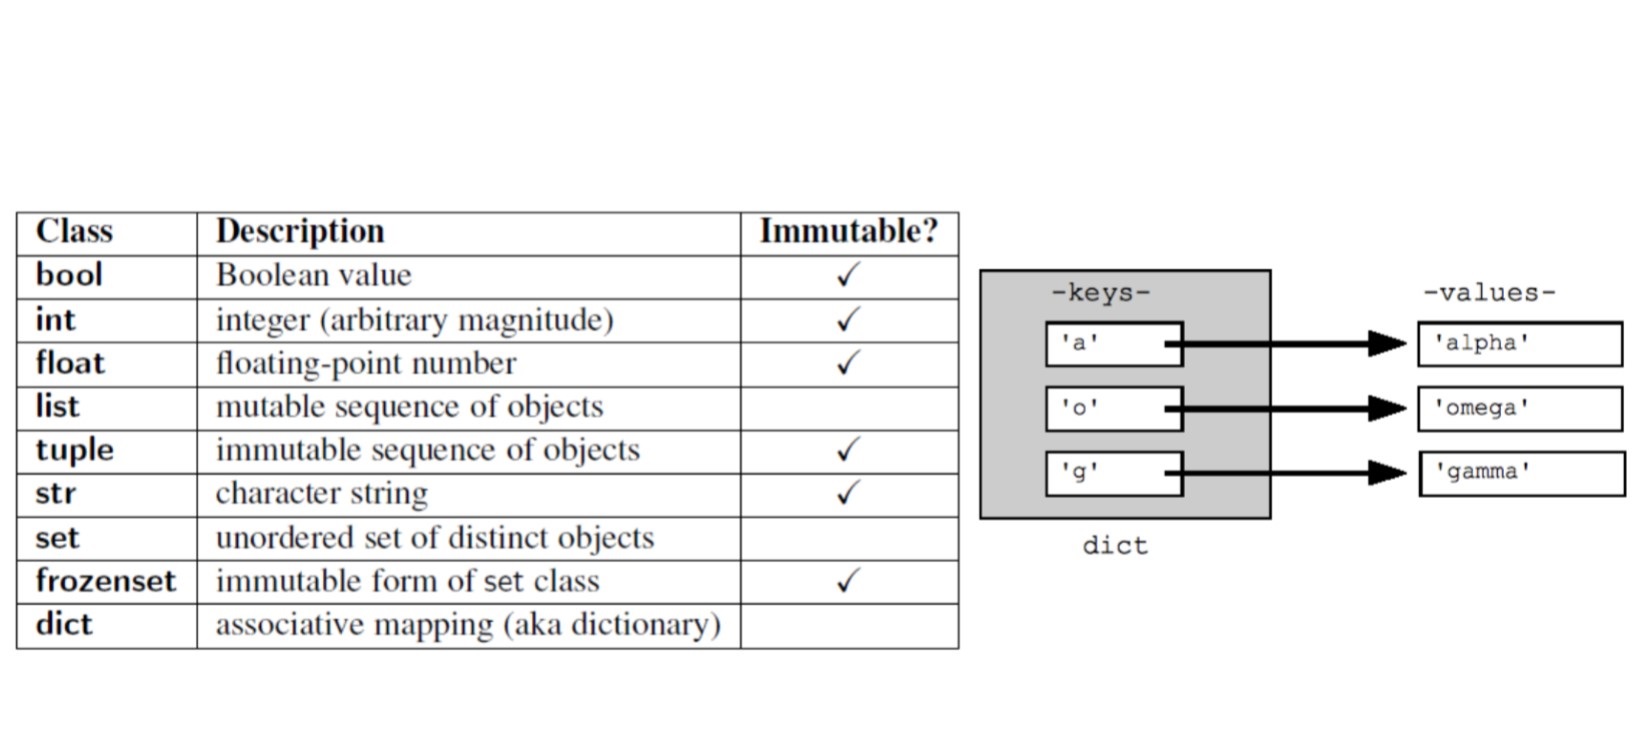 Class Description Immutable?
bool Boolean value ✓
int integer (arbitrary magnitude) ✓
float floating-point number ✓
list mutable sequence of objects
tuple immutable sequence of objects ✓
str character string ✓
set unordered set of distinct objects
frozenset immutable form of set class ✓
dict associative mapping (aka dictionary)
-keys- -values-
'a' 'alpha'
'o' 'omega'
'g' 'gamma'
dict